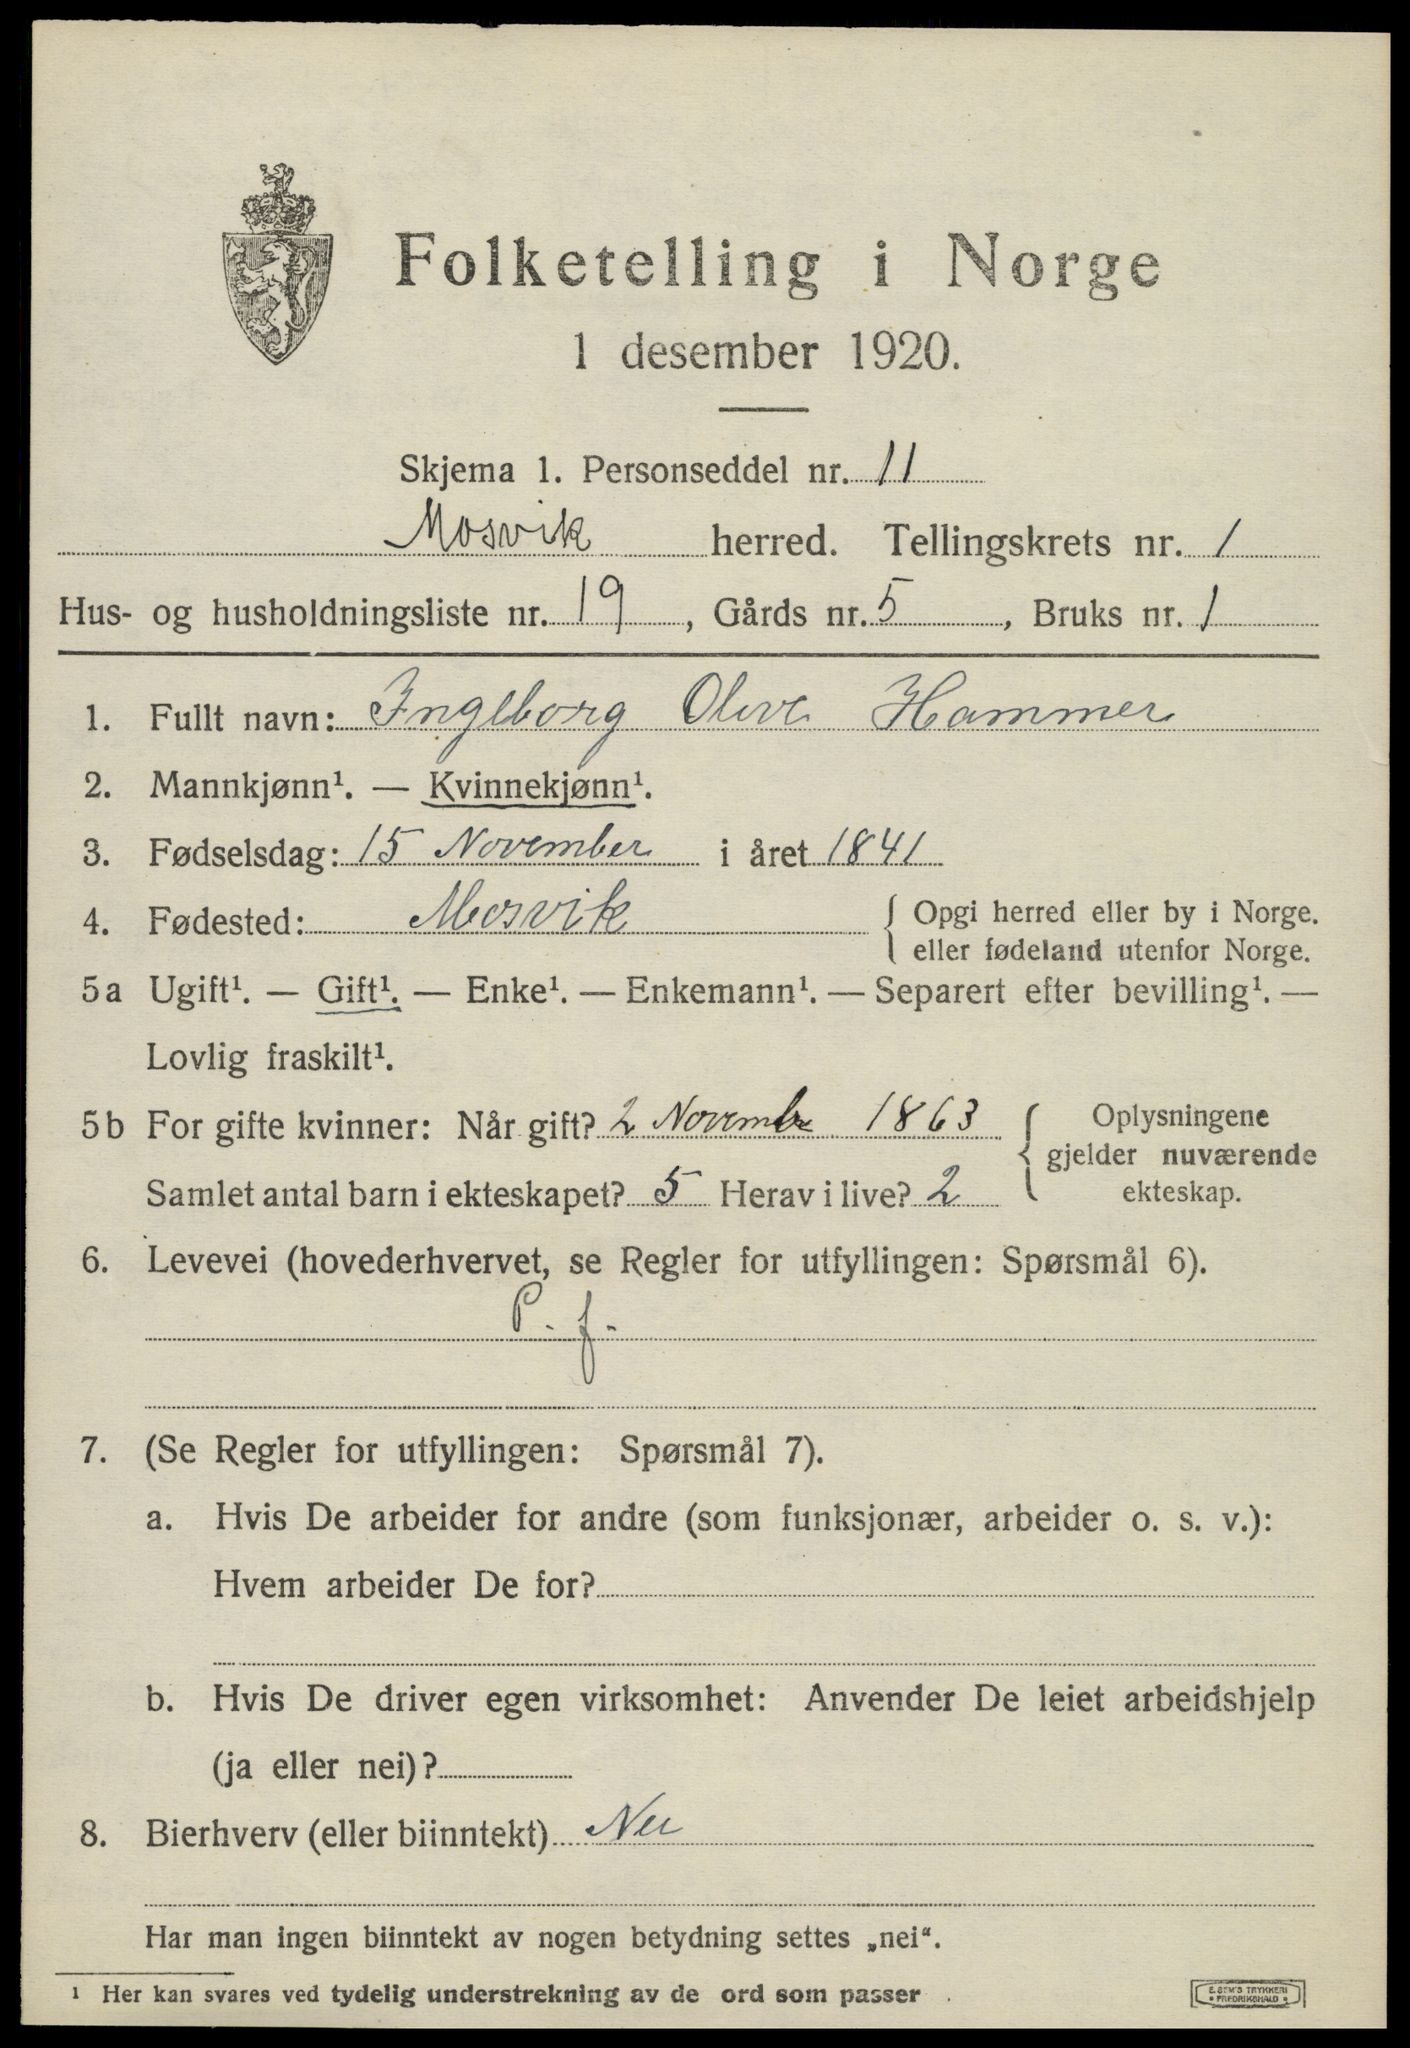 Folketelling i Norge
1 desember 1920.
Skjema 1. Personseddel nr. 11
Mosvik herred. Tellingskrets nr. 1
Hus- og husholdningsliste nr. 19, Gårds nr. 5, Bruks nr. 1
1. Fullt navn: Ingeborg Olive Hammer
2. Mannkjønn¹. — Kvinnekjønn¹.
3. Fødselsdag: 15 November i året 1841
4. Fødested: Mosvik { Opgi herred eller by i Norge.
eller fødeland utenfor Norge.
5a Ugift¹. — Gift¹. — Enke¹. — Enkemann¹. — Separert efter bevilling¹. —
Lovlig fraskilt¹.
5b For gifte kvinner: Når gift? 2 Novembr 1863 { Oplysningene
gjelder nuværende
Samlet antal barn i ekteskapet? 5 Herav i live? 2 ekteskap.
6. Levevei (hovederhvervet, se Regler for utfyllingen: Spørsmål 6).
P. f.
7. (Se Regler for utfyllingen: Spørsmål 7).
a. Hvis De arbeider for andre (som funksjonær, arbeider o. s. v.):
Hvem arbeider De for?
b. Hvis De driver egen virksomhet: Anvender De leiet arbeidshjelp
(ja eller nei)?
8. Bierhverv (eller biinntekt) Nei
Har man ingen biinntekt av nogen betydning settes „nei“.
¹ Her kan svares ved tydelig understrekning av de ord som passer
E. SEM'S TRYKKERI
• FREDRIKSHALD •